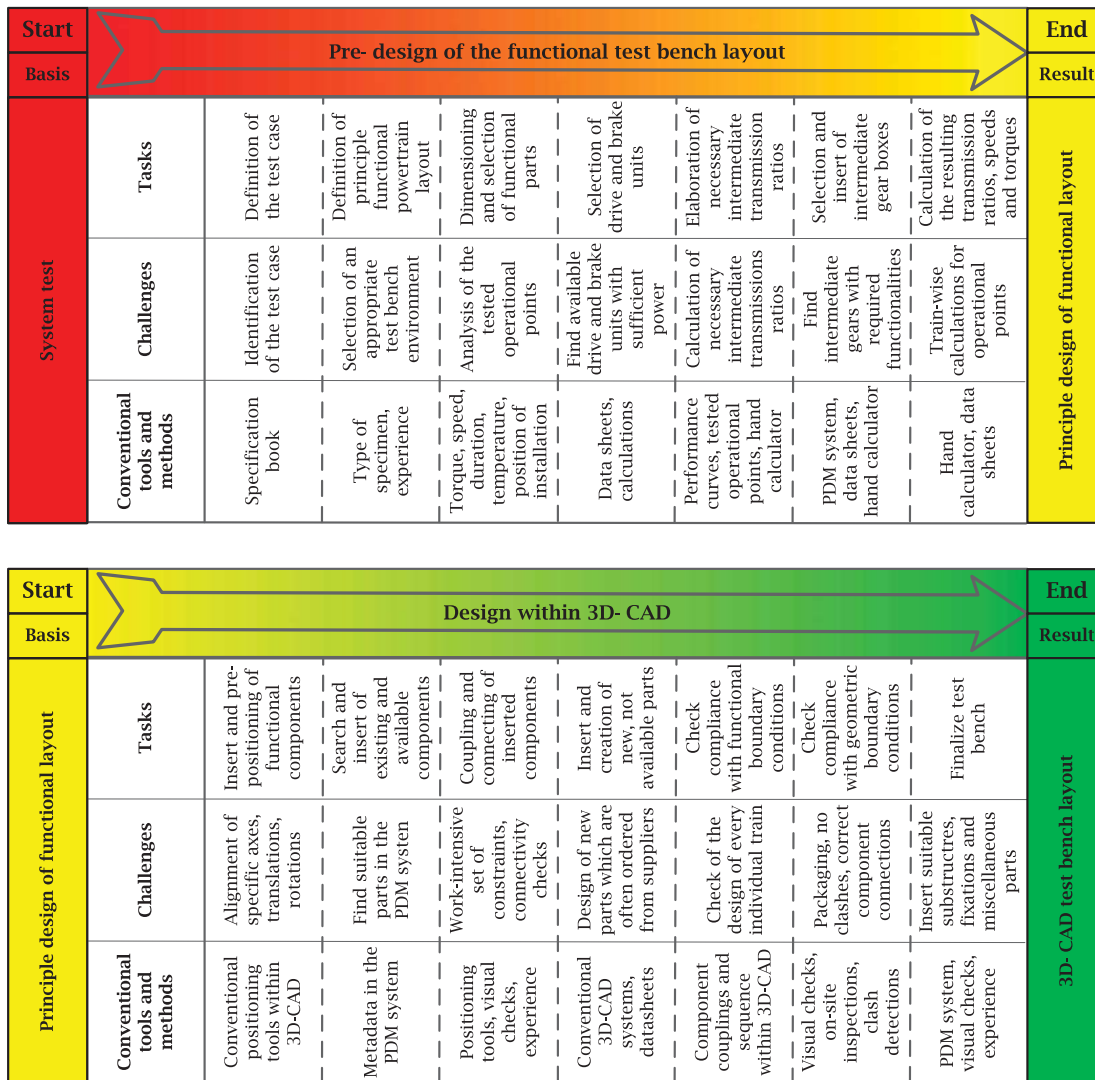 Start
Basis
Pre- design of the functional test bench layout
End
Result
System test
Tasks
Definition of
the test case
Definition of
principle
functional
powertrain
layout
Dimensioning
and selection
of functional
parts
Selection of
drive and brake
units
Elaboration of
necessary
intermediate
transmission
ratios
Selection and
insert of
intermediate
gear boxes
Calculation of
the resulting
transmission
ratios, speeds
and torques
Challenges
Identification
of the test case
Selection of an
appropriate
test bench
environment
Analysis of the
tested
operational
points
Find available
drive and brake
units with
sufficient
power
Calculation of
necessary
intermediate
transmissions
ratios
Find
intermediate
gears with
required
functionalities
Train-wise
calculations for
operational
points
Conventional
tools and
methods
Specification
book
Type of
specimen,
experience
Torque, speed,
duration,
temperature,
position of
installation
Data sheets,
calculations
Performance
curves, tested
operational
points, hand
calculator
PDM system,
data sheets,
hand calculator
Hand
calculator, data
sheets
Principle design of functional layout
Start
Basis
Design within 3D- CAD
End
Result
Principle design of functional layout
Tasks
Insert and pre-
positioning of
functional
components
Search and
insert of
existing and
available
components
Coupling and
connecting of
inserted
components
Insert and
creation of
new, not
available parts
Check
compliance
with functional
boundary
conditions
Check
compliance
with geometric
boundary
conditions
Finalize test
bench
Challenges
Alignment of
specific axes,
translations,
rotations
Find suitable
parts in the
PDM systen
Work-intensive
set of
constraints,
connectivity
checks
Design of new
parts which are
often ordered
from suppliers
Check of the
design of every
individual train
Packaging, no
clashes, correct
component
connections
Insert suitable
substructres,
fixations and
miscellaneous
parts
Conventional
tools and
methods
Conventional
positioning
tools within
3D-CAD
Metadata in the
PDM system
Positioning
tools, visual
checks,
experience
Conventional
3D-CAD
systems,
datasheets
Component
couplings and
sequence
within 3D-CAD
Visual checks,
on-site
inspections,
clash
detections
PDM system,
visual checks,
experience
3D- CAD test bench layout